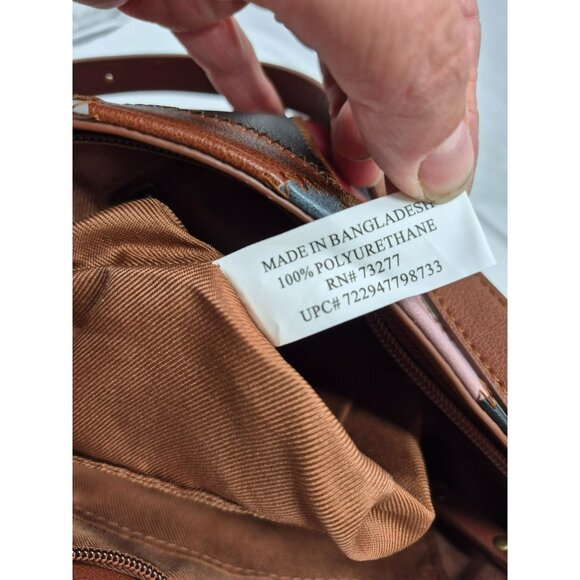 MADE IN BANGLADESH
100% POLYURETHANE
RN# 73277
UPC# 722947798733